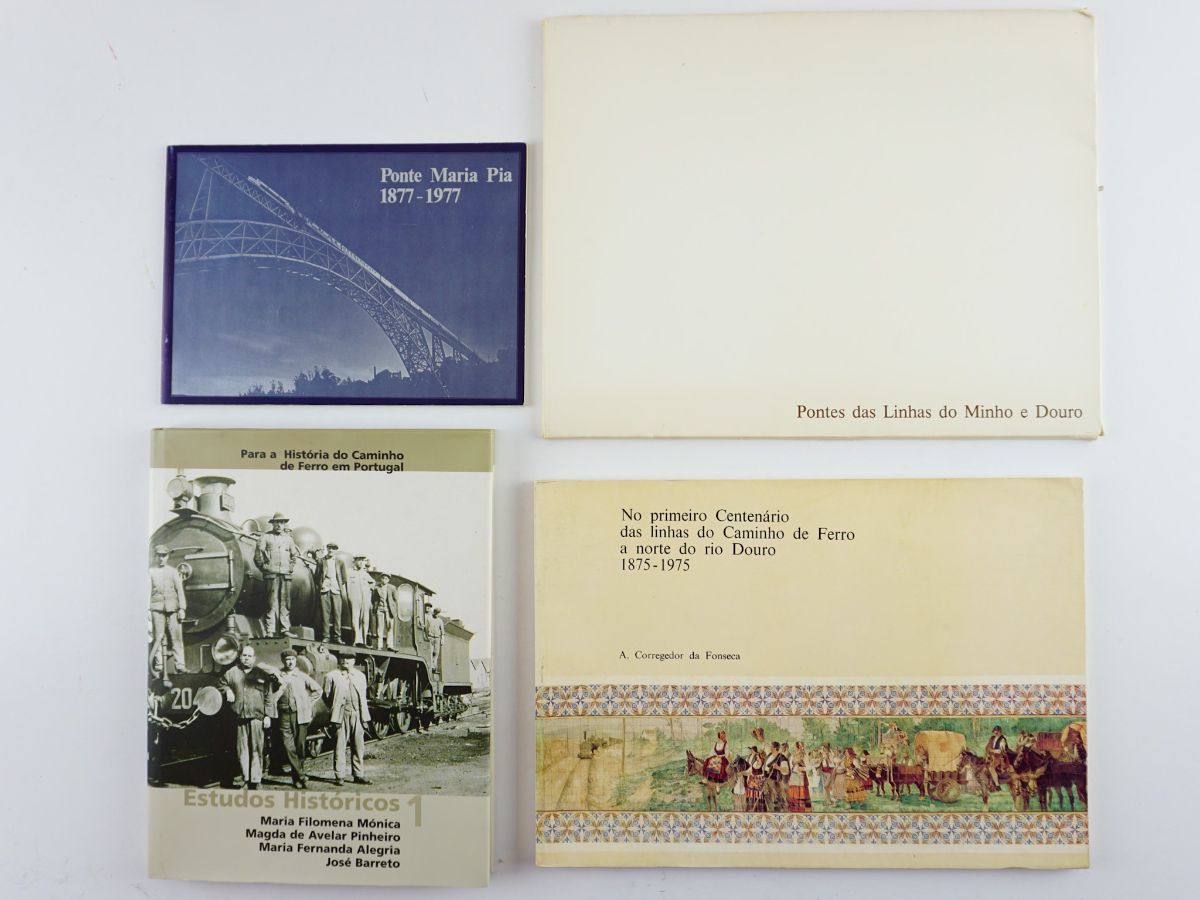 Ponte Maria Pia
1877-1977
Pontes das Linhas do Minho e Douro
Para a História do Caminho
de Ferro em Portugal
204
Estudos Históricos 1
Maria Filomena Mónica
Magda de Avelar Pinheiro
Maria Fernanda Alegria
José Barreto
No primeiro Centenário
das linhas do Caminho de Ferro
a norte do rio Douro
1875-1975
A. Corregedor da Fonseca